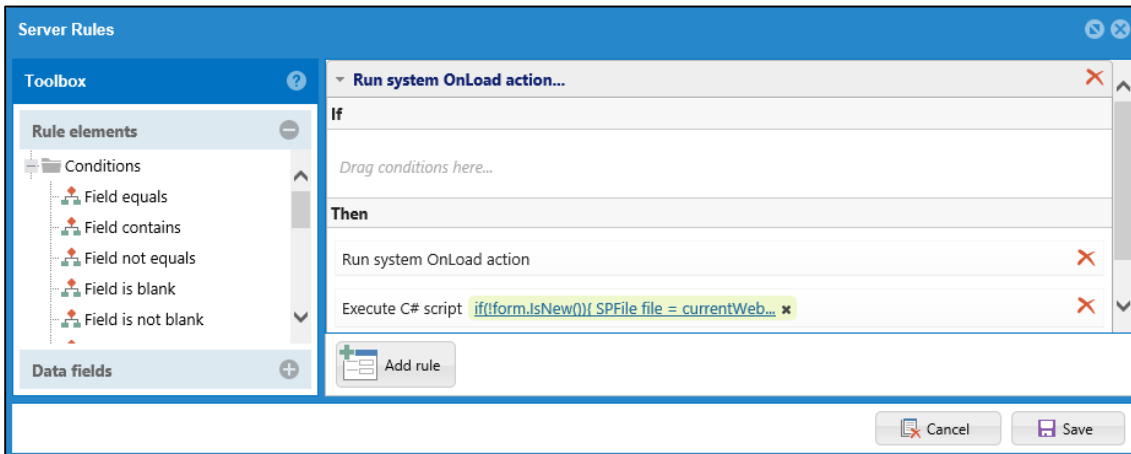 Server Rules
Toolbox
Rule elements
Conditions
Field equals
Field contains
Field not equals
Field is blank
Field is not blank
Data fields
Run system OnLoad action...
If
Drag conditions here...
Then
Run system OnLoad action
Execute C# script if(!form.IsNew()){ SPFile file = currentWeb...
Add rule
Cancel
Save